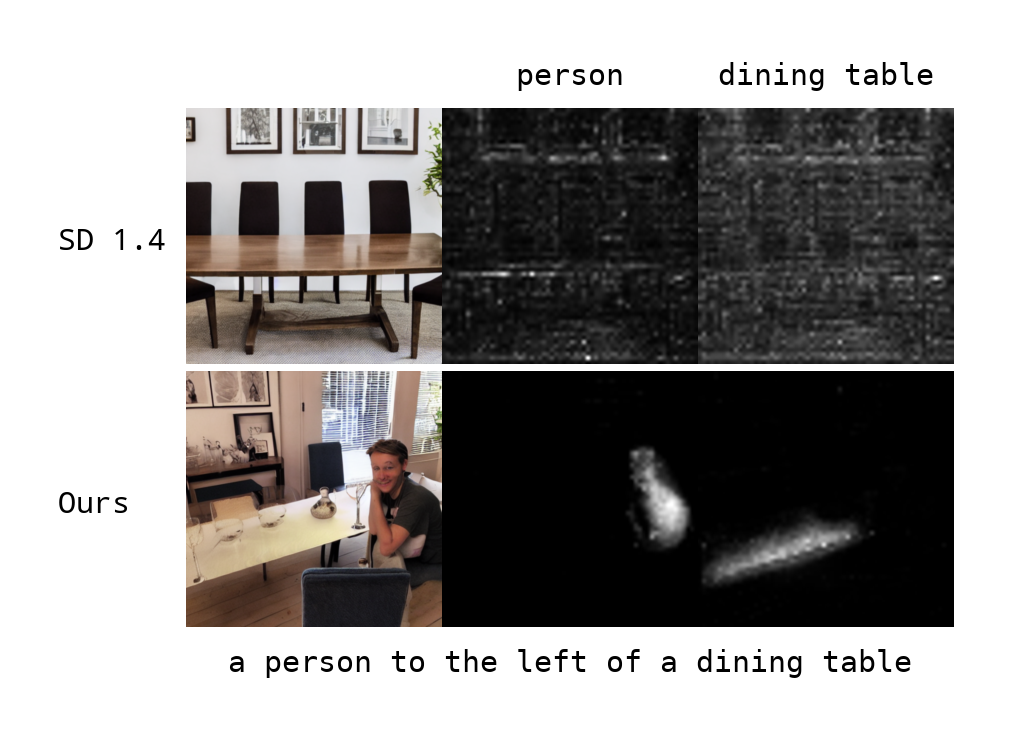 person dining table
SD 1.4
Ours
a person to the left of a dining table